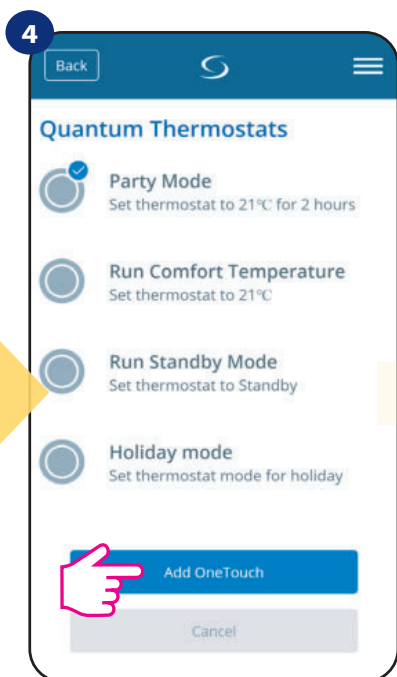 4
Back
Quantum Thermostats
Party Mode
Set thermostat to 21℃ for 2 hours
Run Comfort Temperature
Set thermostat to 21℃
Run Standby Mode
Set thermostat to Standby
Holiday mode
Set thermostat mode for holiday
Add OneTouch
Cancel